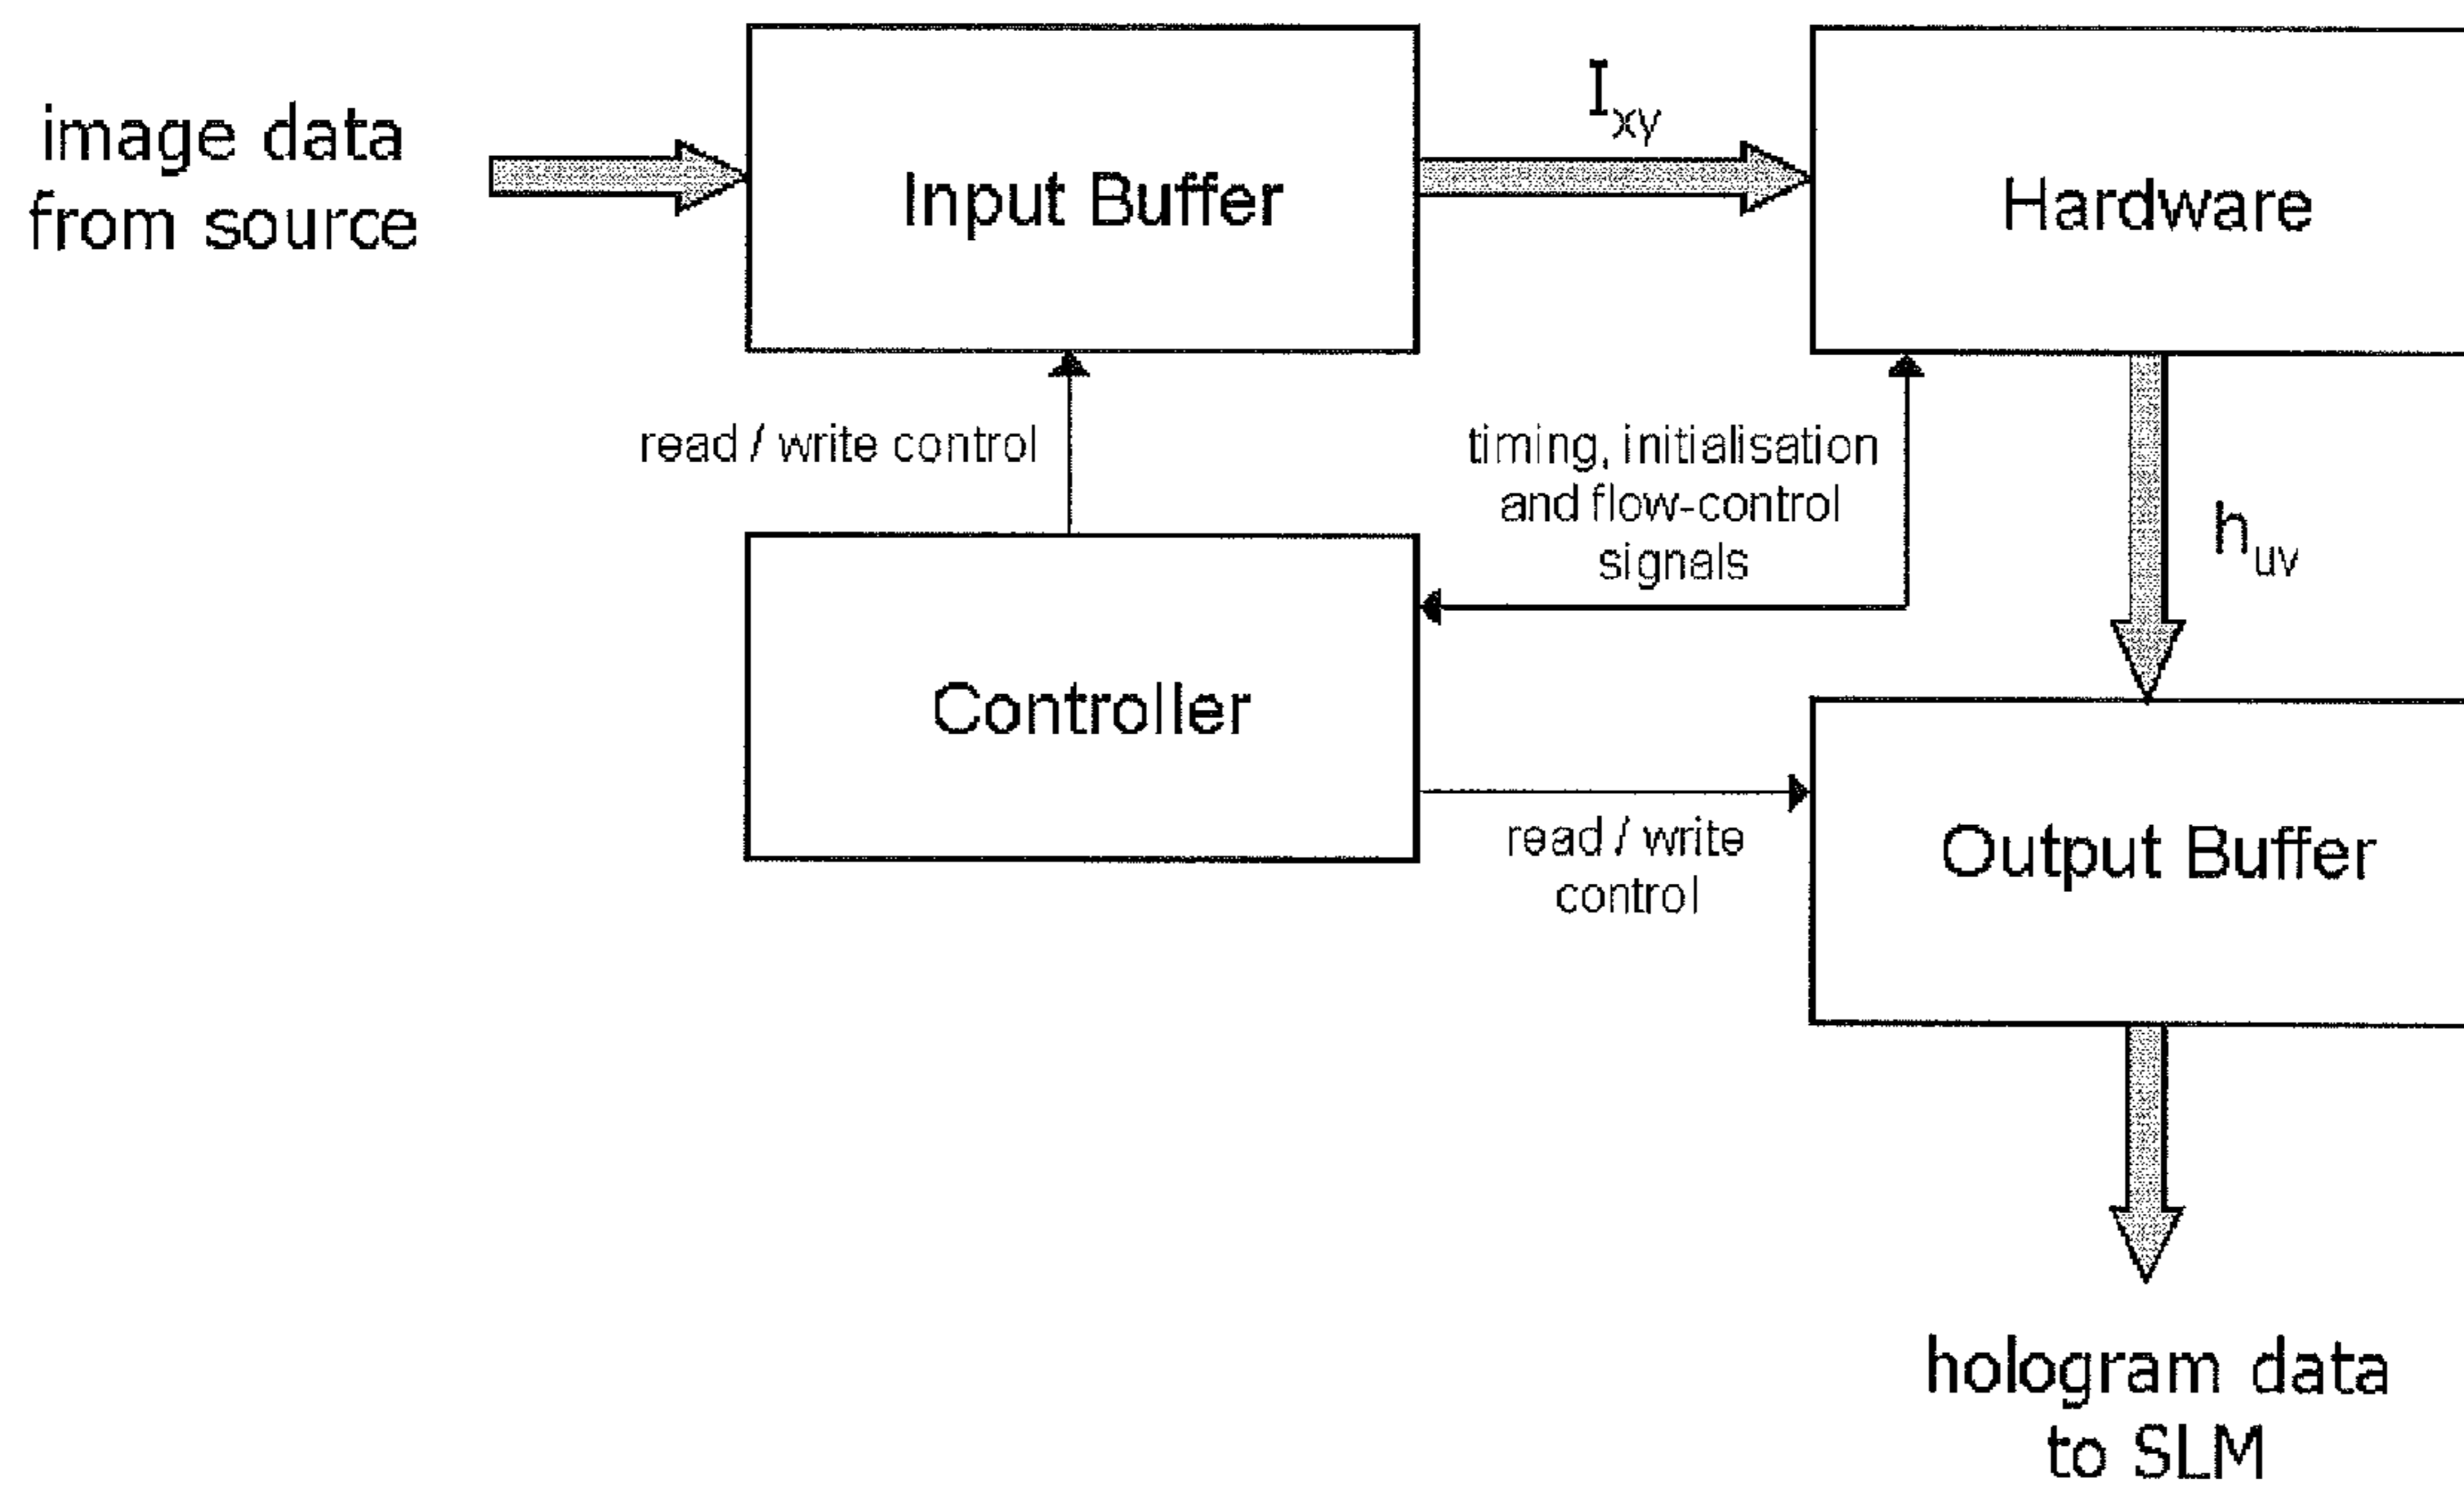 image data
from source
Input Buffer
I_xy
Hardware
read / write control
timing, initialisation
and flow-control
signals
h_uv
Controller
read / write
control
Output Buffer
hologram data
to SLM